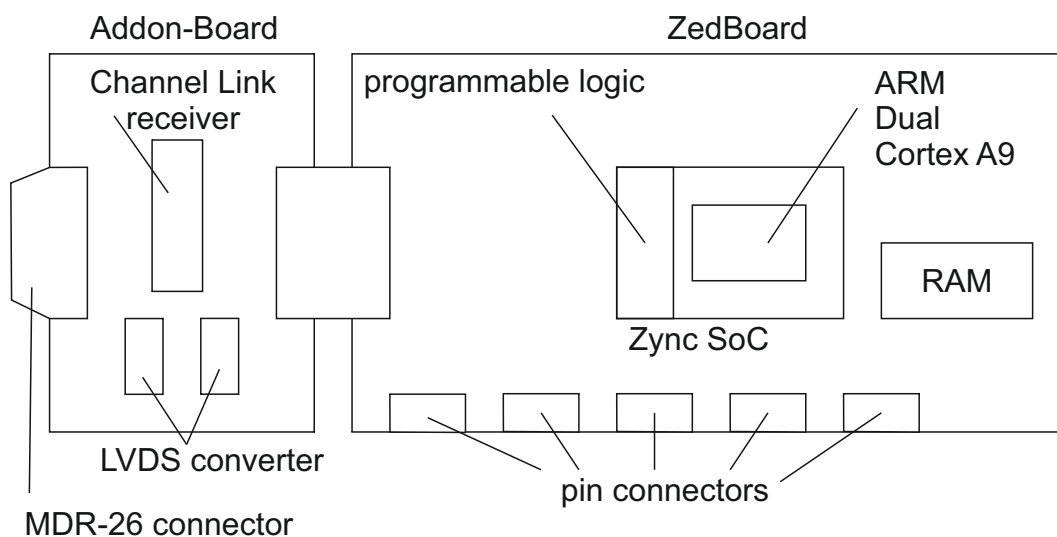 Addon-Board
ZedBoard
Channel Link
receiver
programmable logic
ARM
Dual
Cortex A9
RAM
Zync SoC
LVDS converter
pin connectors
MDR-26 connector